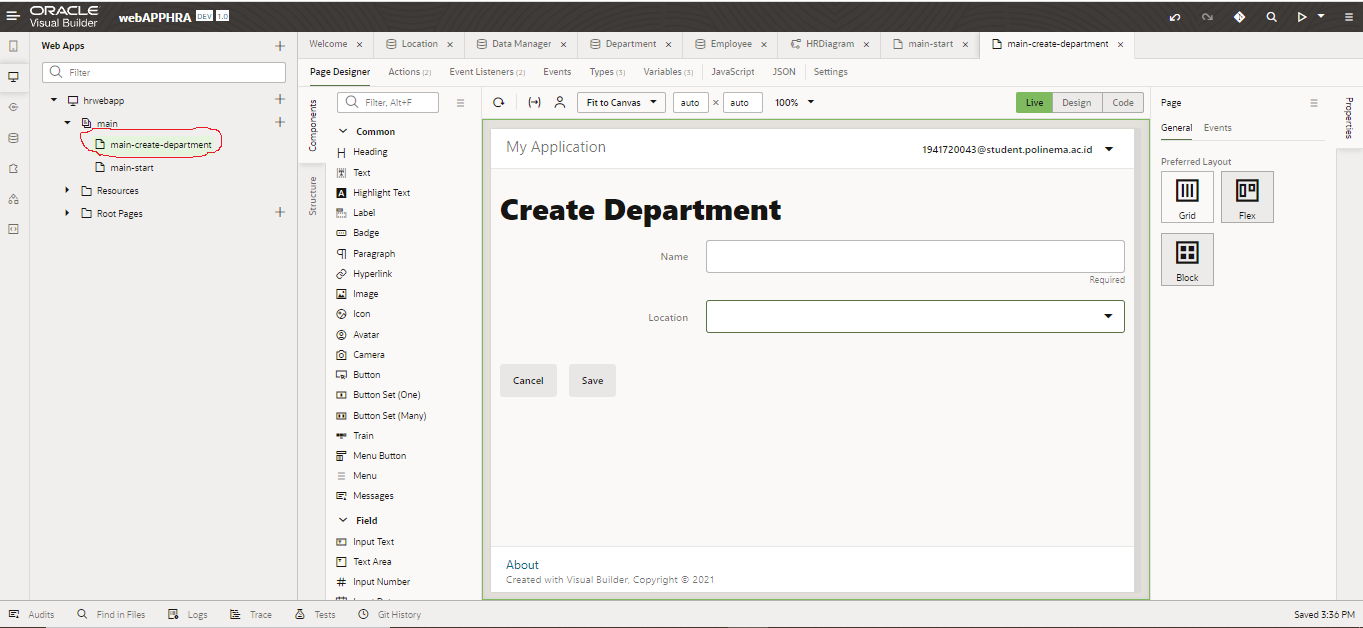 ORACLE
Visual Builder
webAPPHRA DEV 1.0
Web Apps
Filter
hrwebapp
main
main-create-department
main-start
Resources
Root Pages
Welcome × Location × Data Manager × Department × Employee × HRDiagram × main-start × main-create-department ×
Page Designer Actions (2) Event Listeners (2) Events Types (3) Variables (3) JavaScript JSON Settings
Components
Structure
Filter, Alt+F
Common
Heading
Text
Highlight Text
Label
Badge
Paragraph
Hyperlink
Image
Icon
Avatar
Camera
Button
Button Set (One)
Button Set (Many)
Train
Menu Button
Menu
Messages
Field
Input Text
Text Area
Input Number
Fit to Canvas auto × auto 100% Live Design Code
My Application
1941720043@student.polinema.ac.id
Create Department
Name
Required
Location
Cancel Save
About
Created with Visual Builder, Copyright © 2021
Page
General Events
Preferred Layout
Grid Flex
Block
Properties
Audits Find in Files Logs Trace Tests Git History
Saved 3:36 PM